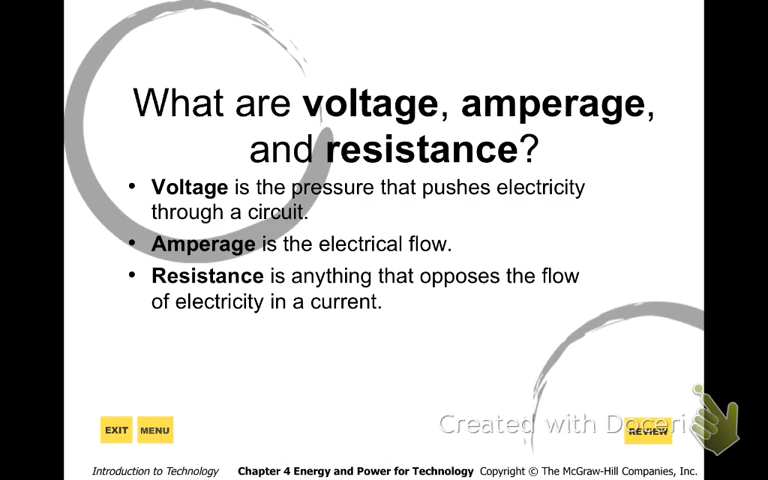 What are voltage, amperage,
and resistance?
• Voltage is the pressure that pushes electricity
through a circuit.
• Amperage is the electrical flow.
• Resistance is anything that opposes the flow
of electricity in a current.
EXIT MENU
Created with Doceri
REVIEW
Introduction to Technology Chapter 4 Energy and Power for Technology Copyright © The McGraw-Hill Companies, Inc.